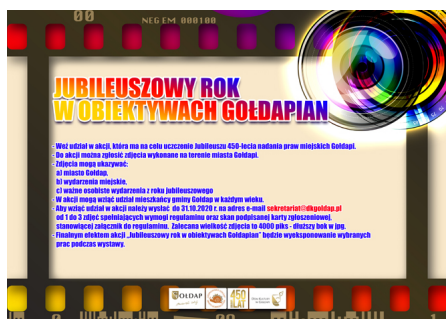 00 NEG EM 000100
JUBILEUSZOWY ROK
W OBIEKTYWACH GOŁDAPIAN
- Weź udział w akcji, która ma na celu uczczenie Jubileuszu 450-lecia nadania praw miejskich Gołdapi.
- Do akcji można zgłosić zdjęcia wykonane na terenie miasta Gołdapi.
- Zdjęcia mogą ukazywać:
a) miasto Gołdap,
b) wydarzenia miejskie,
c) ważne osobiste wydarzenia z roku jubileuszowego
- W akcji mogą wziąć udział mieszkańcy gminy Gołdap w każdym wieku.
- Aby wziąć udział w akcji należy wysłać do 31.10.2020 r. na adres e-mail sekretariat@dkgoldap.pl
od 1 do 3 zdjęć spełniających wymogi regulaminu oraz skan podpisanej karty zgłoszeniowej,
stanowiącej załącznik do regulaminu. Zalecana wielkość zdjęcia to 4000 piks - dłuższy bok w jpg.
- Finalnym efektem akcji „Jubileuszowy rok w obiektywach Gołdapian" będzie wyeksponowanie wybranych
prac podczas wystawy.
GOŁDAP
450 LAT